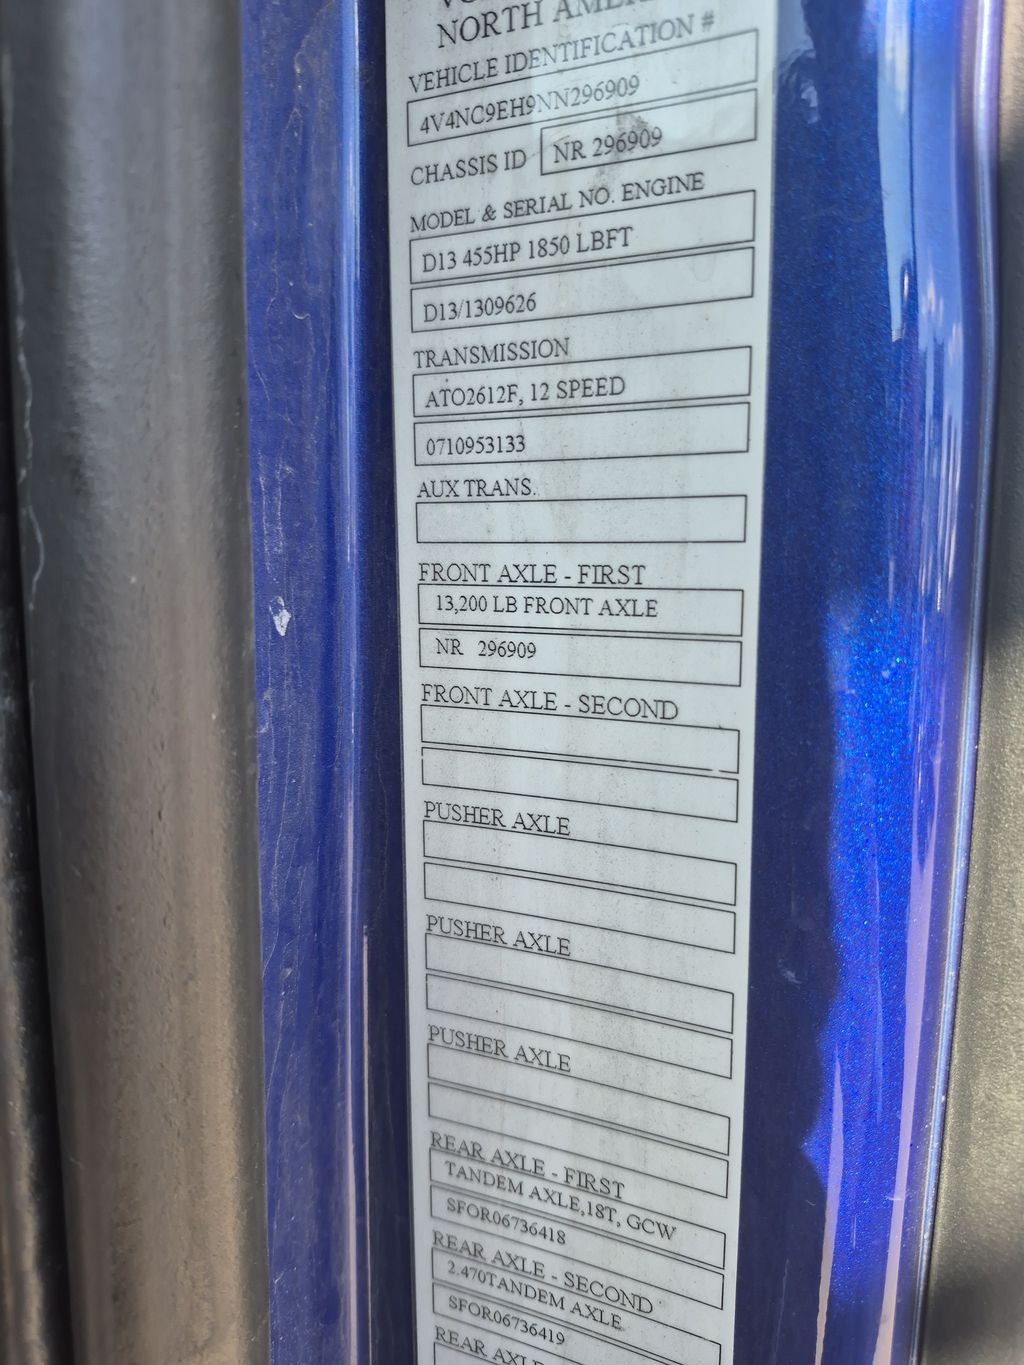 NORTH
VEHICLE IDENTIFICATION #
4V4NC9EH9NN296909
CHASSIS ID NR 296909
MODEL & SERIAL NO. ENGINE
D13 455HP 1850 LBFT
D13/1309626
TRANSMISSION
ATO2612F, 12 SPEED
0710953133
AUX TRANS.
FRONT AXLE - FIRST
13,200 LB FRONT AXLE
NR 296909
FRONT AXLE - SECOND
PUSHER AXLE
PUSHER AXLE
PUSHER AXLE
REAR AXLE - FIRST
TANDEM AXLE,18T, GCW
SFOR06736418
REAR AXLE - SECOND
2.470TANDEM AXLE
SFOR06736419
REAR AXLE